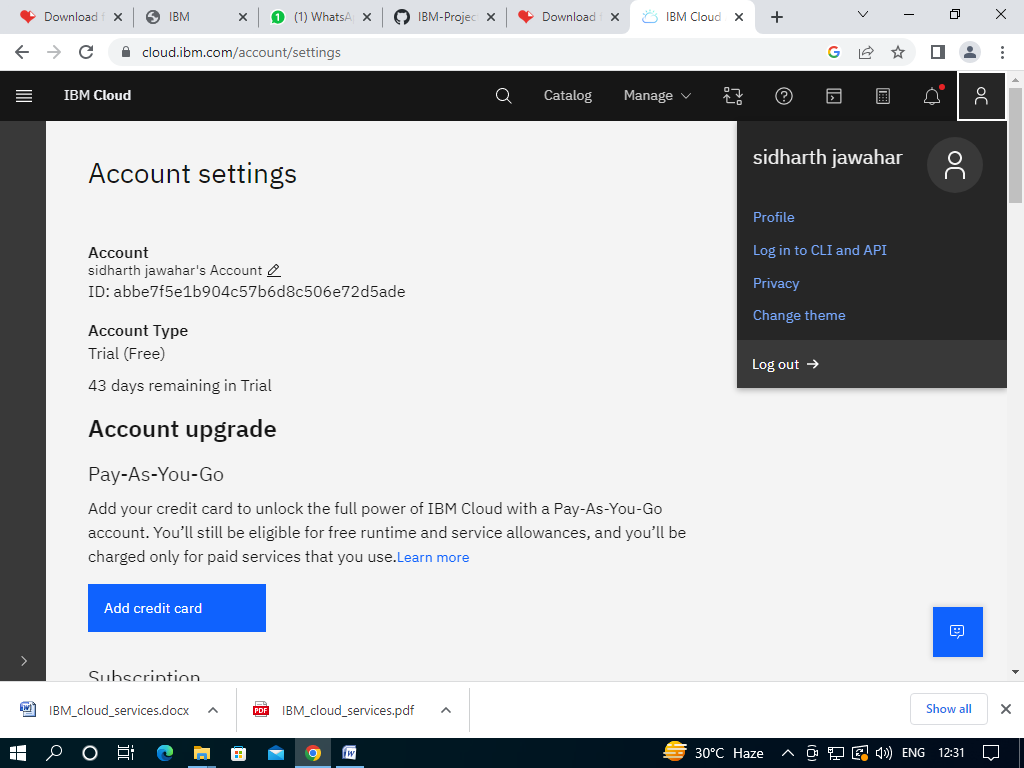 Download
IBM
(1) WhatsA
IBM-Projec
Download
IBM Cloud
cloud.ibm.com/account/settings
IBM Cloud
Catalog
Manage
sidharth jawahar
Profile
Log in to CLI and API
Privacy
Change theme
Log out
Account settings
Account
sidharth jawahar's Account
ID: abbe7f5e1b904c57b6d8c506e72d5ade
Account Type
Trial (Free)
43 days remaining in Trial
Account upgrade
Pay-As-You-Go
Add your credit card to unlock the full power of IBM Cloud with a Pay-As-You-Go
account. You’ll still be eligible for free runtime and service allowances, and you’ll be
charged only for paid services that you use.Learn more
Add credit card
Subscription
IBM_cloud_services.docx
PDF
IBM_cloud_services.pdf
Show all
30°C Haze
ENG
12:31